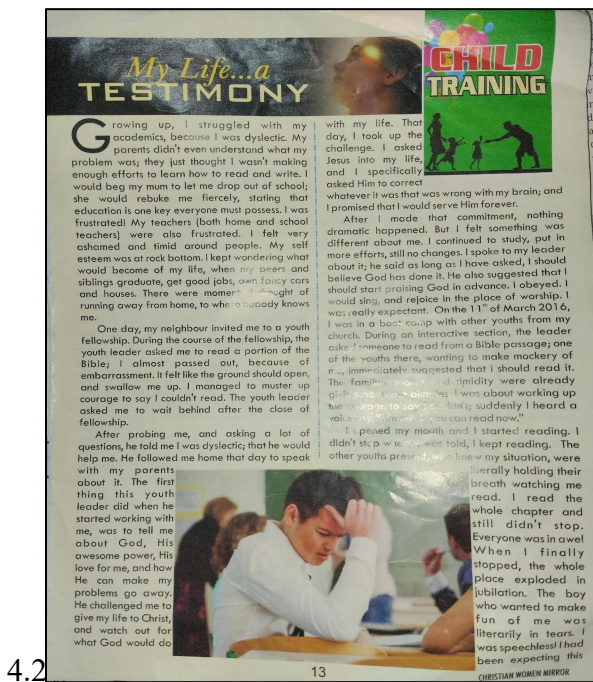 My Life...a
TESTIMONY
CHILD
TRAINING
Growing up, I struggled with my
academics, because I was dyslectic. My
parents didn't even understand what my
problem was; they just thought I wasn't making
enough efforts to learn how to read and write. I
would beg my mum to let me drop out of school;
she would rebuke me fiercely, stating that
education is one key everyone must possess. I was
frustrated! My teachers (both home and school
teachers) were also frustrated. I felt very
ashamed and timid around people. My self
esteem was at rock bottom. I kept wondering what
would become of my life, when my peers and
siblings graduate, get good jobs, own fancy cars
and houses. There were moment I thought of
running away from home, to where nobody knows
me.
One day, my neighbour invited me to a youth
fellowship. During the course of the fellowship, the
youth leader asked me to read a portion of the
Bible; I almost passed out, because of
embarrassment. It felt like the ground should open,
and swallow me up. I managed to muster up
courage to say I couldn't read. The youth leader
asked me to wait behind after the close of
fellowship.
After probing me, and asking a lot of
questions, he told me I was dyslectic; that he would
help me. He followed me home that day to speak
with my parents
about it. The first
thing this youth
leader did when he
started working with
me, was to tell me
about God, His
awesome power, His
love for me, and how
He can make my
problems go away.
He challenged me to
give my life to Christ,
and watch out for
what God would do
with my life. That
day, I took up the
challenge. I asked
Jesus into my life,
and I specifically
asked Him to correct
whatever it was that was wrong with my brain; and
I promised that I would serve Him forever.
After I made that commitment, nothing
dramatic happened. But I felt something was
different about me. I continued to study, put in
more efforts, still no changes. I spoke to my leader
about it; he said as long as I have asked, I should
believe God has done it. He also suggested that I
should start praising God in advance. I obeyed. I
would sing, and rejoice in the place of worship. I
was really expectant. On the 11th of March 2016,
I was in a boot camp with other youths from my
church. During an interactive session, the leader
asked someone to read from a Bible passage; one
of the youths there, wanting to make mockery of
me, immediately suggested that I should read it.
The timidity were already
I was about working up
the courage to say I suddenly I heard a
you can read now."
I opened my mouth and I started reading. I
didn't stop I was told, I kept reading. The
other youths present, who knew my situation, were
literally holding their
breath watching me
read. I read the
whole chapter and
still didn't stop.
Everyone was in awe!
When I finally
stopped, the whole
place exploded in
jubilation. The boy
who wanted to make
fun of me was
literarily in tears. I
was speechless! I had
been expecting this
13
CHRISTIAN WOMEN MIRROR
4.2